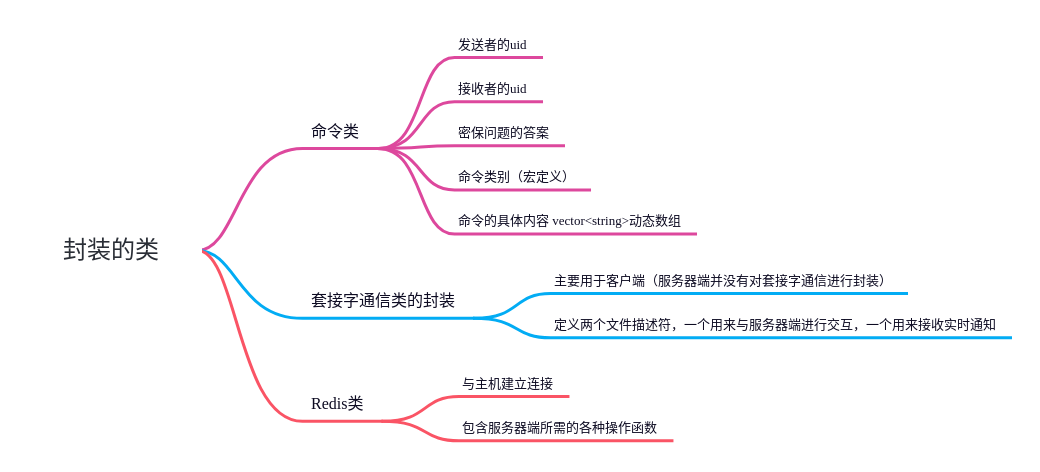 封装的类
命令类
发送者的uid
接收者的uid
密保问题的答案
命令类别（宏定义）
命令的具体内容 vector<string>动态数组
套接字通信类的封装
主要用于客户端（服务器端并没有对套接字通信进行封装）
定义两个文件描述符，一个用来与服务器端进行交互，一个用来接收实时通知
Redis类
与主机建立连接
包含服务器端所需的各种操作函数